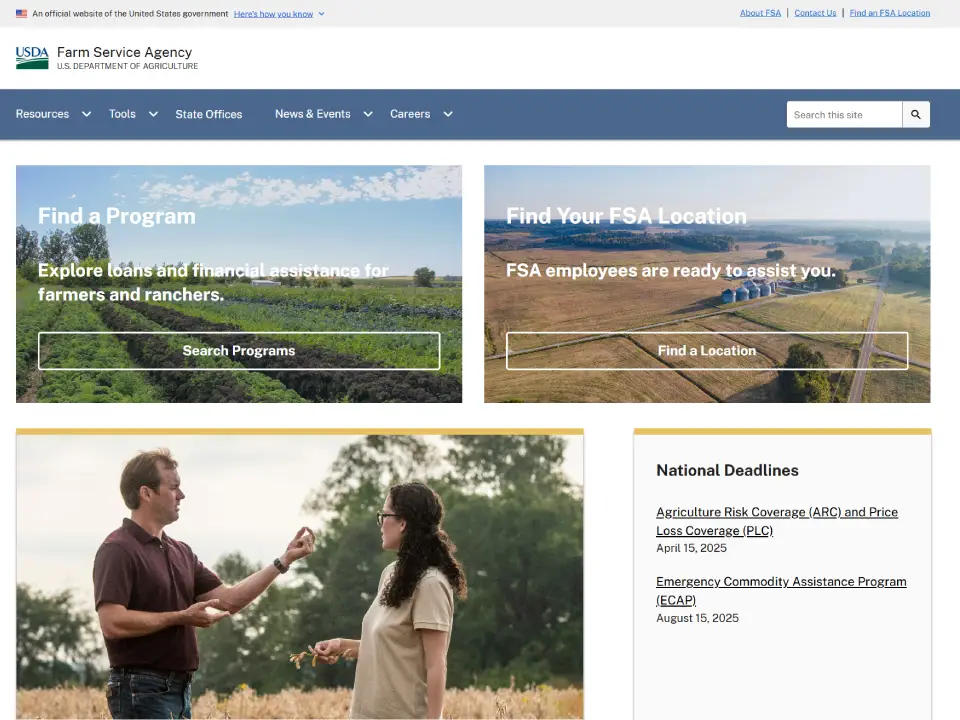 An official website of the United States government Here's how you know
About FSA | Contact Us | Find an FSA Location
USDA Farm Service Agency
U.S. DEPARTMENT OF AGRICULTURE
Resources Tools State Offices News & Events Careers
Search this site
Find a Program
Explore loans and financial assistance for
farmers and ranchers.
Search Programs
Find Your FSA Location
FSA employees are ready to assist you.
Find a Location
National Deadlines
Agriculture Risk Coverage (ARC) and Price
Loss Coverage (PLC)
April 15, 2025
Emergency Commodity Assistance Program
(ECAP)
August 15, 2025